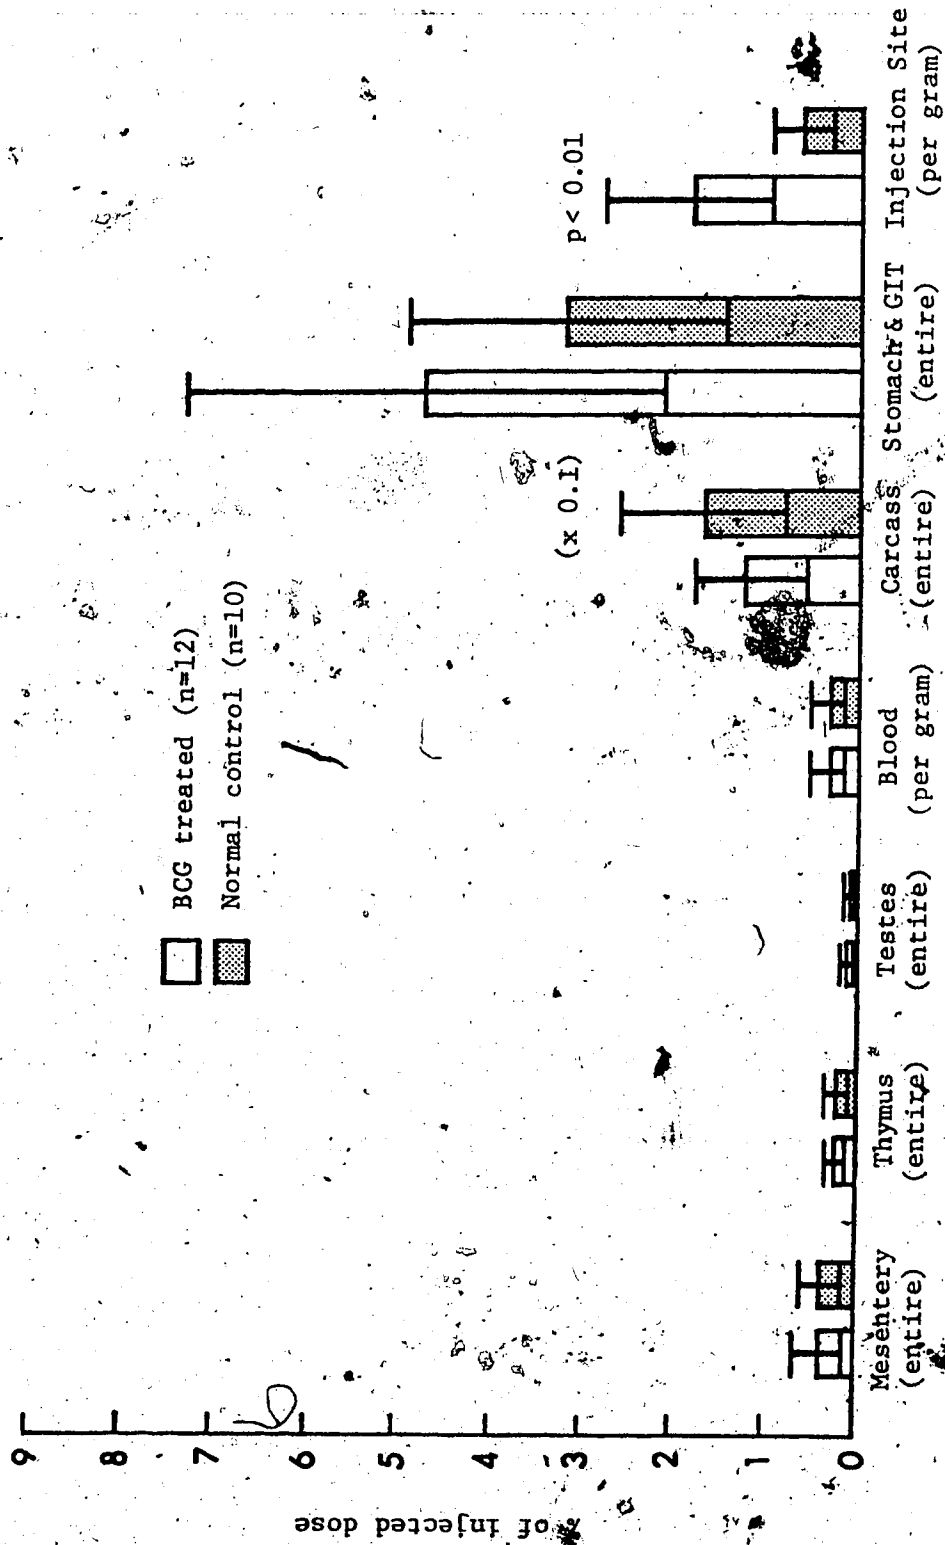 % of injected dose
9
8
7
6
5
4
3
2
1
0
BCG treated (n=12)
Normal control (n=10)
(x 0.1)
p< 0.01
Mesentery
(entire)
Thymus
(entire)
Testes
(entire)
Blood
(per gram)
Carcass
(entire)
Stomach & GIT
(entire)
Injection Site
(per gram)